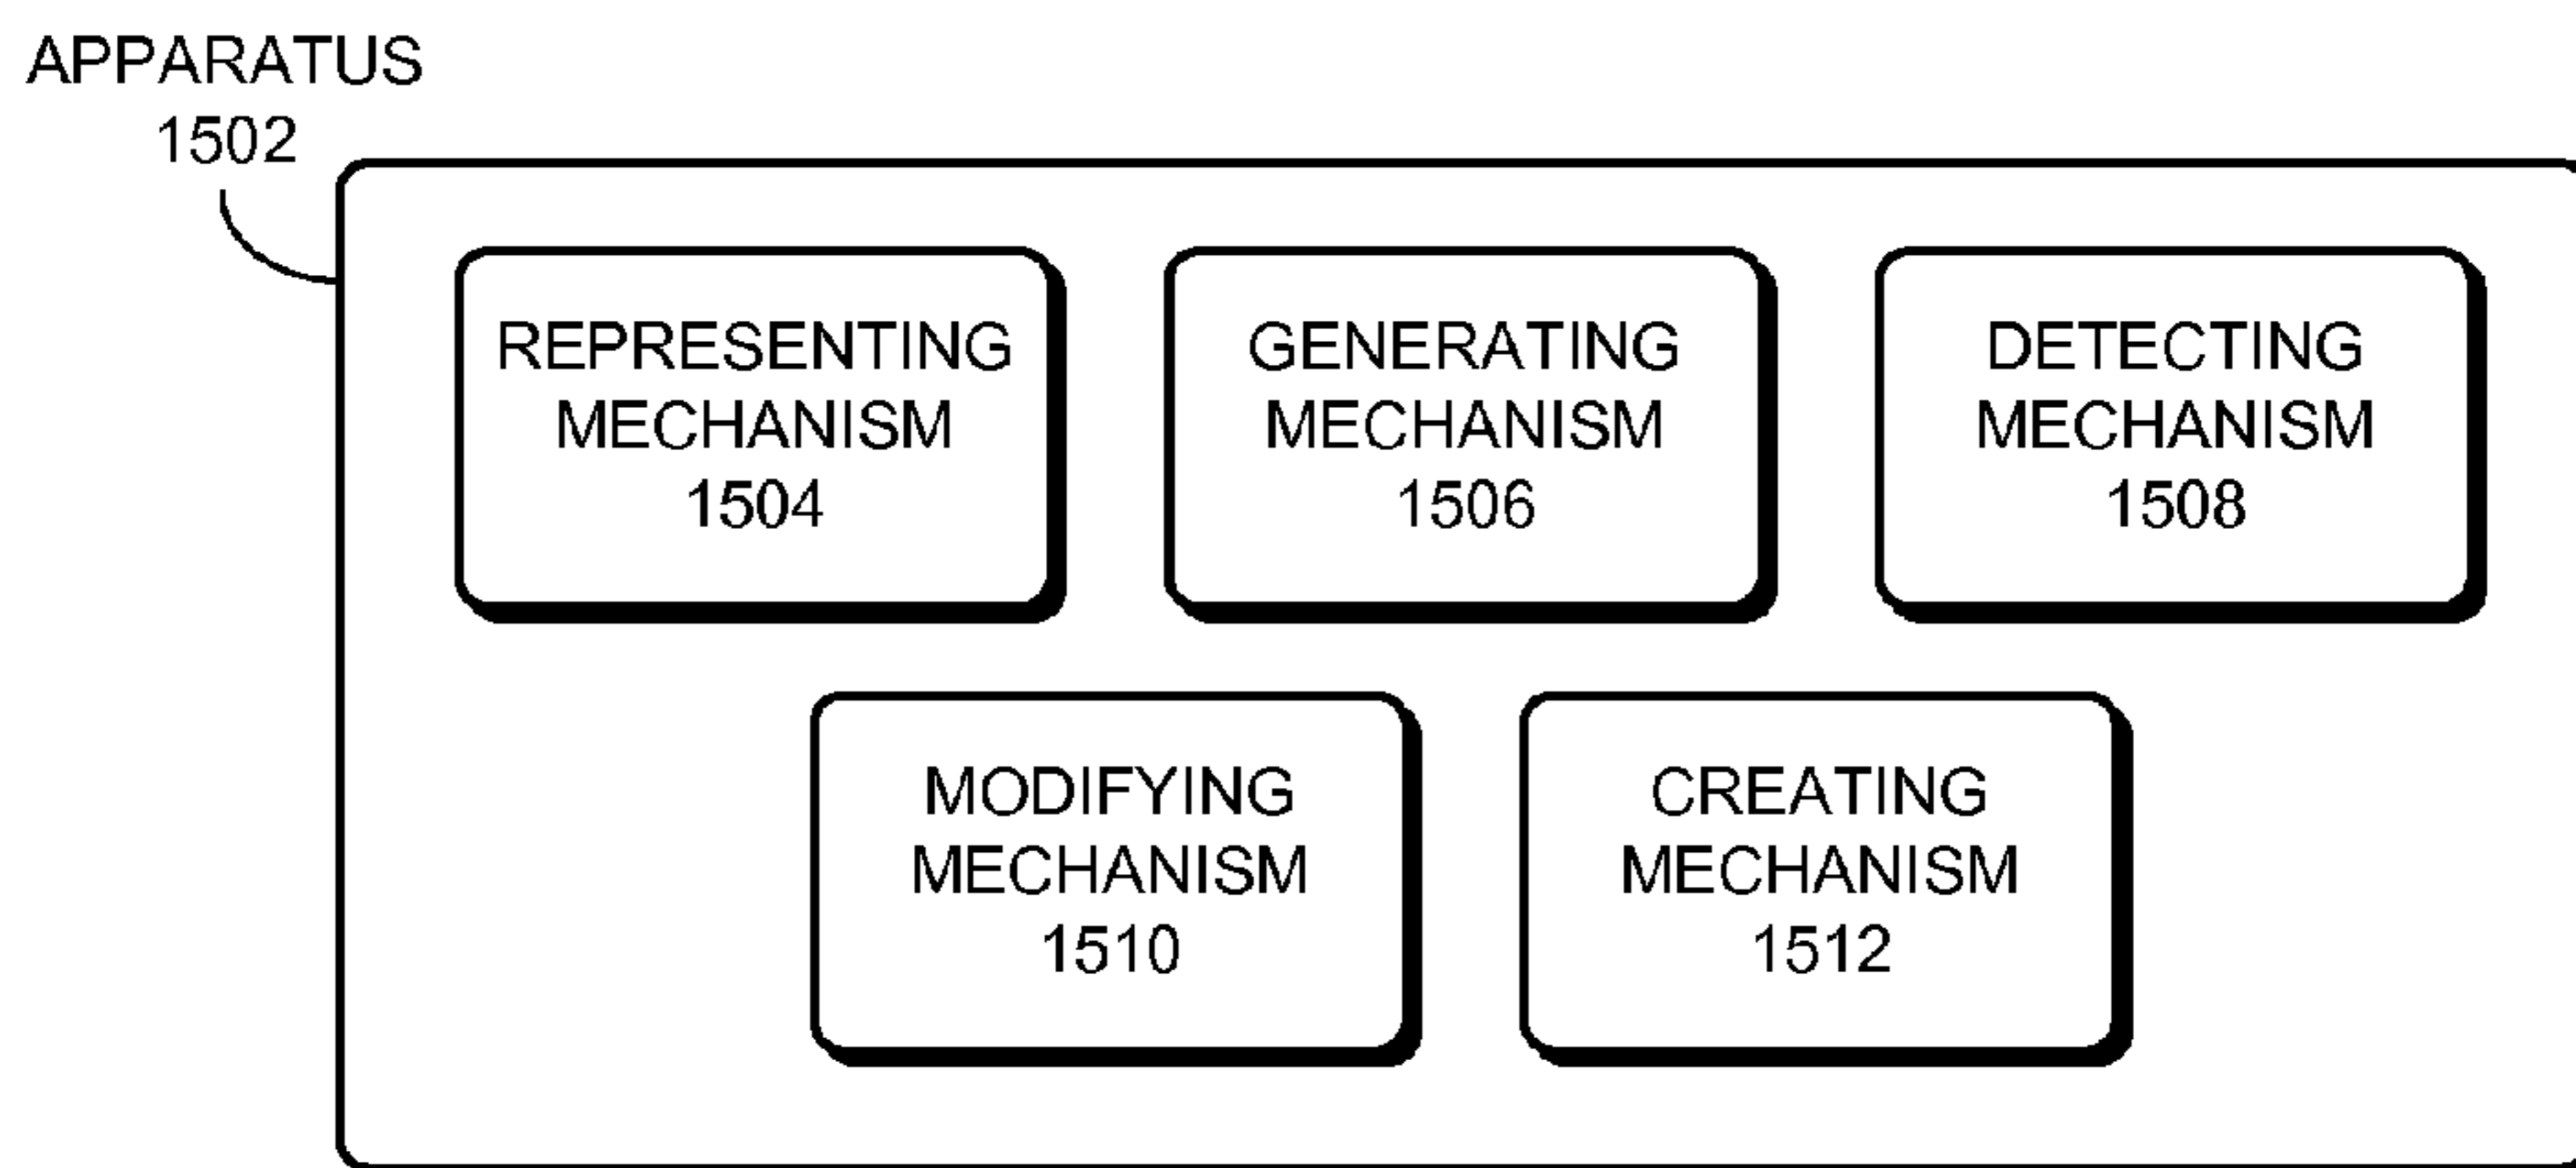 APPARATUS
1502
REPRESENTING
MECHANISM
1504
GENERATING
MECHANISM
1506
DETECTING
MECHANISM
1508
MODIFYING
MECHANISM
1510
CREATING
MECHANISM
1512